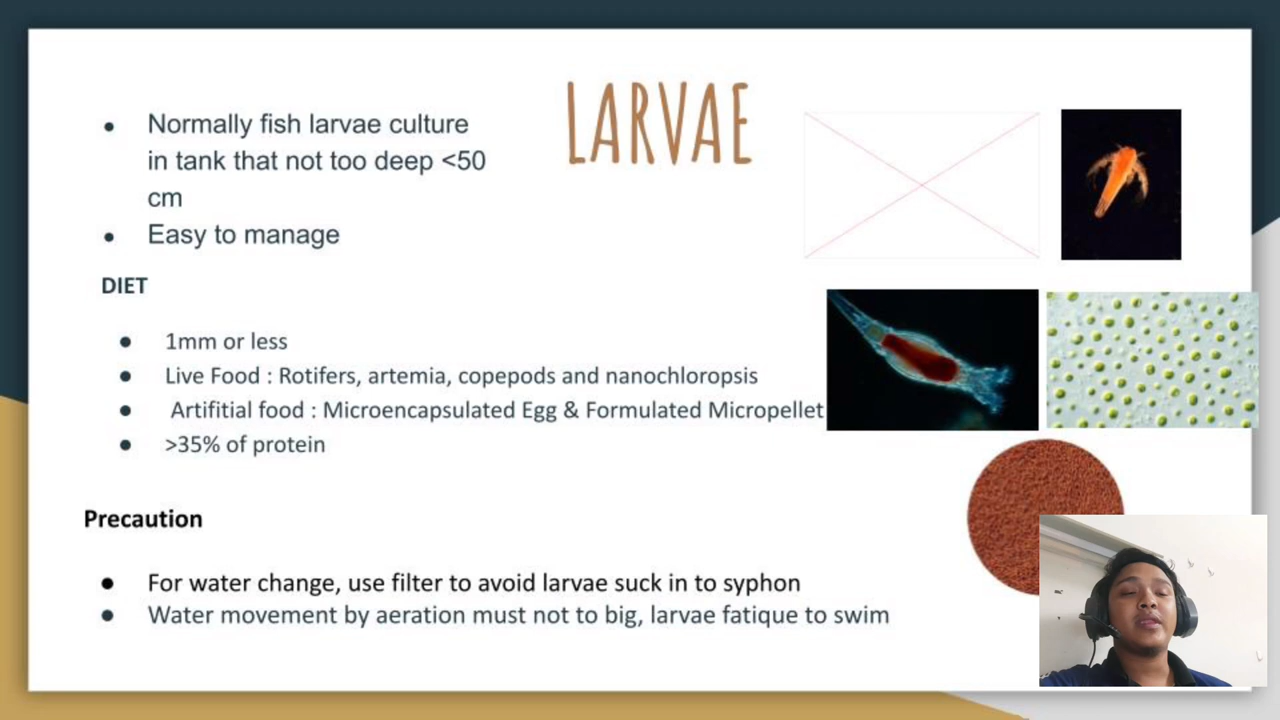 LARVAE
• Normally fish larvae culture
in tank that not too deep <50
cm
• Easy to manage
DIET
• 1mm or less
• Live Food : Rotifers, artemia, copepods and nanochloropsis
• Artifitial food : Microencapsulated Egg & Formulated Micropellet
• >35% of protein
Precaution
• For water change, use filter to avoid larvae suck in to syphon
• Water movement by aeration must not to big, larvae fatique to swim